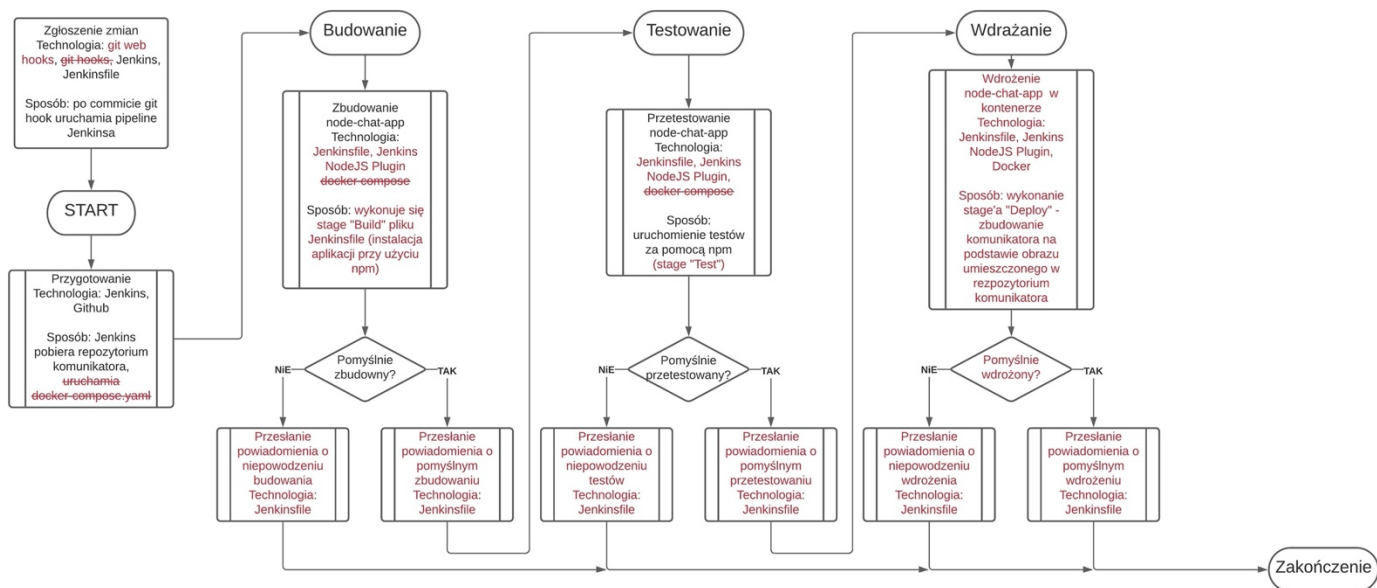 Zgłoszenie zmian
Technologia: git web
hooks, git hooks, Jenkins,
Jenkinsfile
Sposób: po commicie git
hook uruchamia pipeline
Jenkinsa
START
Przygotowanie
Technologia: Jenkins,
Github
Sposób: Jenkins
pobiera repozytorium
komunikatora,
uruchamia
docker-compose.yaml
Budowanie
Zbudowanie
node-chat-app
Technologia:
Jenkinsfile, Jenkins
NodeJS Plugin
docker compose
Sposób: wykonuje się
stage "Build" pliku
Jenkinsfile (instalacja
aplikacji przy użyciu
npm)
Pomyślnie
zbudowny?
NiE
TAK
Przesłanie
powiadomienia o
niepowodzeniu
budowania
Technologia:
Jenkinsfile
Przesłanie
powiadomienia o
pomyślnym
zbudowaniu
Technologia:
Jenkinsfile
Testowanie
Przetestowanie
node-chat-app
Technologia:
Jenkinsfile, Jenkins
NodeJS Plugin,
docker compose
Sposób:
uruchomienie testów
za pomocą npm
(stage "Test")
Pomyślnie
przetestowany?
NiE
TAK
Przesłanie
powiadomienia o
niepowodzeniu
testów
Technologia:
Jenkinsfile
Przesłanie
powiadomienia o
pomyślnym
przetestowaniu
Technologia:
Jenkinsfile
Wdrażanie
Wdrożenie
node-chat-app w
kontenerze
Technologia:
Jenkinsfile, Jenkins
NodeJS Plugin,
Docker
Sposób: wykonanie
stage'a "Deploy" -
zbudowanie
komunikatora na
podstawie obrazu
umieszczonego w
rezpozytorium
komunikatora
Pomyślnie
wdrożony?
NiE
TAK
Przesłanie
powiadomienia o
niepowodzeniu
wdrożenia
Technologia:
Jenkinsfile
Przesłanie
powiadomienia o
pomyślnym
wdrożeniu
Technologia:
Jenkinsfile
Zakończenie